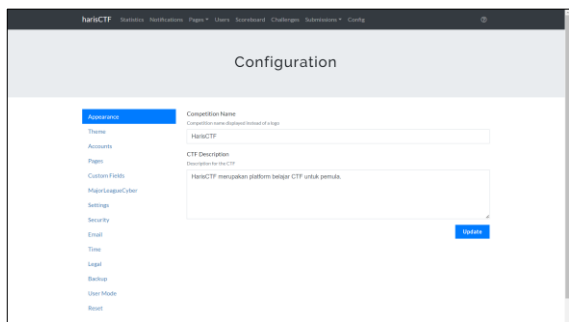 harisCTF Statistics Notifications Pages Users Scoreboard Challenges Submissions Config
Configuration
Appearance
Theme
Accounts
Pages
Custom Fields
MajorLeagueCyber
Settings
Security
Email
Time
Legal
Backup
User Mode
Reset
Competition Name
Competition name displayed instead of a logo
HarisCTF
CTF Description
Description for the CTF
HarisCTF merupakan platform belajar CTF untuk pemula.
Update